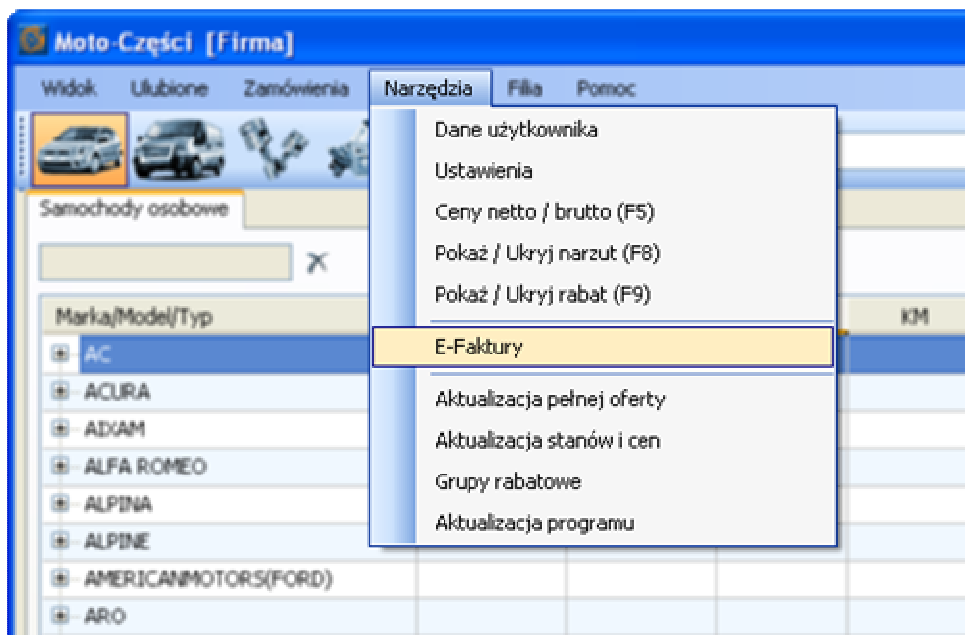 Moto-Części [Firma]
Widok Ulubione Zamówienia Narzędzia Filia Pomoc
Dane użytkownika
Ustawienia
Samochody osobowe
Ceny netto / brutto (F5)
Pokaż / Ukryj narzut (F8)
Pokaż / Ukryj rabat (F9)
Marka/Model/Typ KM
E-Faktury
AC
ACURA
Aktualizacja pełnej oferty
AIXAM
Aktualizacja stanów i cen
ALFA ROMEO
Grupy rabatowe
ALPINA
Aktualizacja programu
ALPINE
AMERICANMOTORS(FORD)
ARO